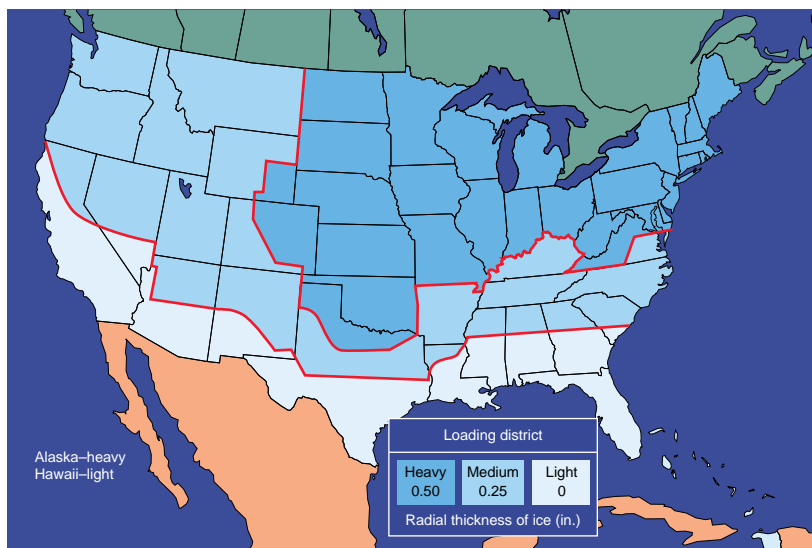 Alaska–heavy
Hawaii–light
Loading district
Heavy
0.50
Medium
0.25
Light
0
Radial thickness of ice (in.)